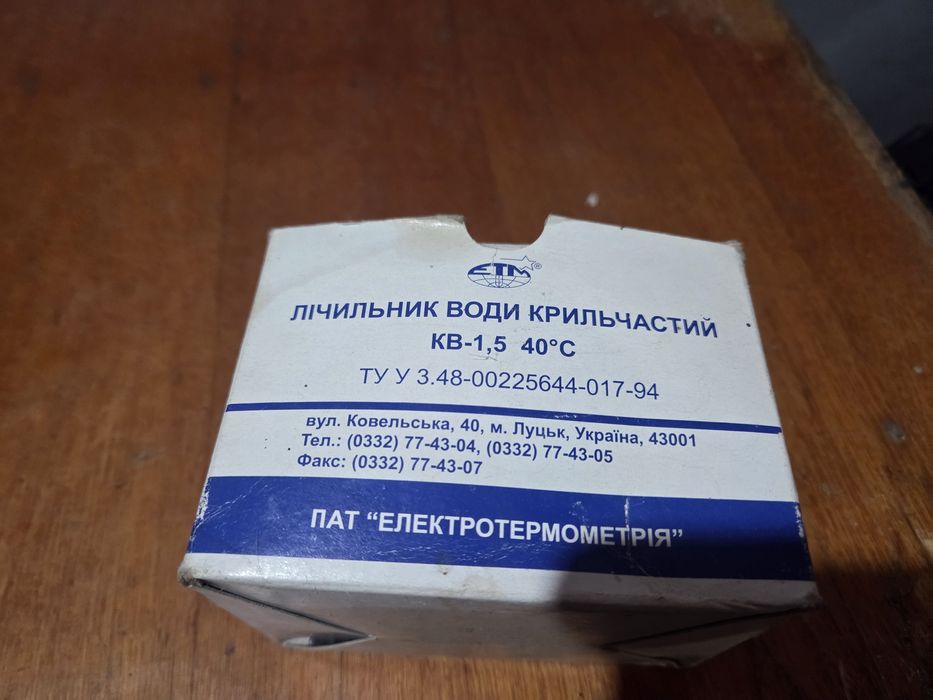 ЕТМ®
ЛІЧИЛЬНИК ВОДИ КРИЛЬЧАСТИЙ
КВ-1,5 40°С
ТУ У 3.48-00225644-017-94
вул. Ковельська, 40, м. Луцьк, Україна, 43001
Тел.: (0332) 77-43-04, (0332) 77-43-05
Факс: (0332) 77-43-07
ПАТ “ЕЛЕКТРОТЕРМОМЕТРІЯ”